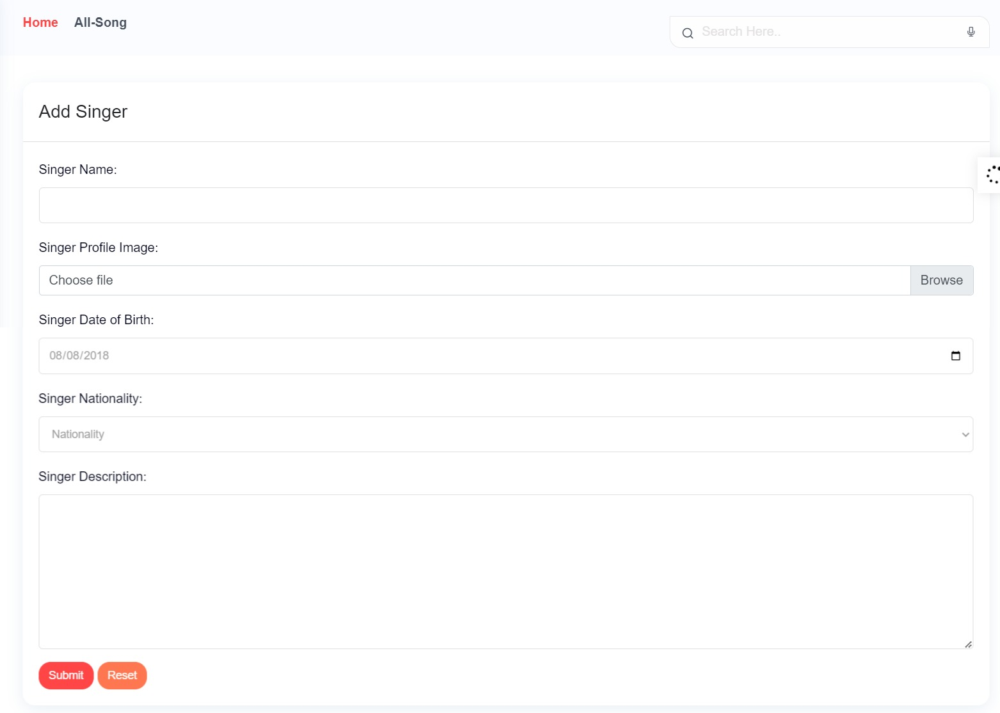 Home All-Song
Search Here..
Add Singer
Singer Name:
Singer Profile Image:
Choose file Browse
Singer Date of Birth:
08/08/2018
Singer Nationality:
Nationality
Singer Description:
Submit Reset